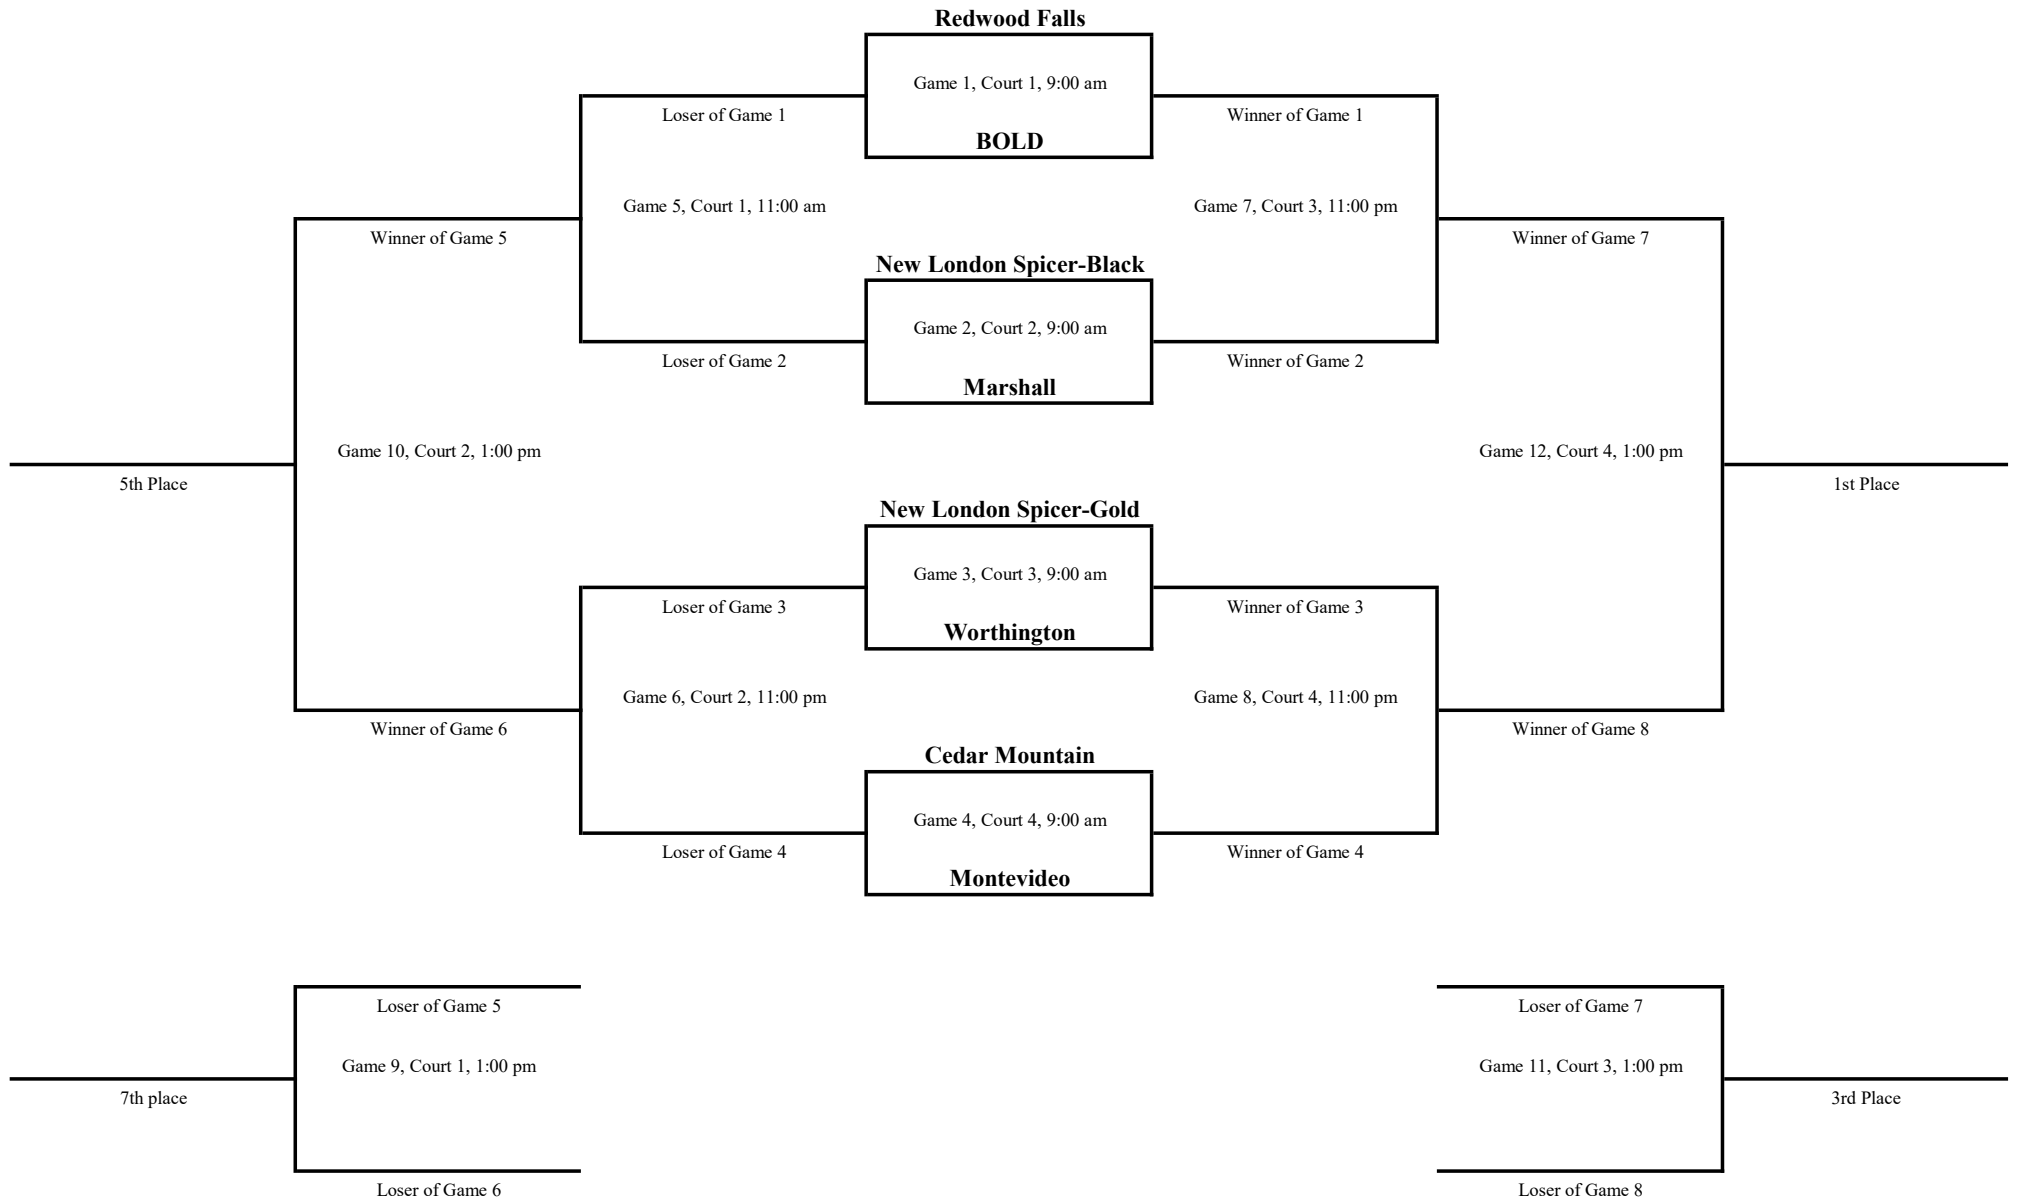 Redwood Falls
Game 1, Court 1, 9:00 am
Loser of Game 1
Winner of Game 1
BOLD
Game 5, Court 1, 11:00 am
Game 7, Court 3, 11:00 pm
Winner of Game 5
Winner of Game 7
New London Spicer-Black
Game 2, Court 2, 9:00 am
Loser of Game 2
Winner of Game 2
Marshall
Game 10, Court 2, 1:00 pm
Game 12, Court 4, 1:00 pm
5th Place
1st Place
New London Spicer-Gold
Game 3, Court 3, 9:00 am
Loser of Game 3
Winner of Game 3
Worthington
Game 6, Court 2, 11:00 pm
Game 8, Court 4, 11:00 pm
Winner of Game 6
Winner of Game 8
Cedar Mountain
Game 4, Court 4, 9:00 am
Loser of Game 4
Winner of Game 4
Montevideo
Loser of Game 5
Loser of Game 7
Game 9, Court 1, 1:00 pm
Game 11, Court 3, 1:00 pm
7th place
3rd Place
Loser of Game 6
Loser of Game 8